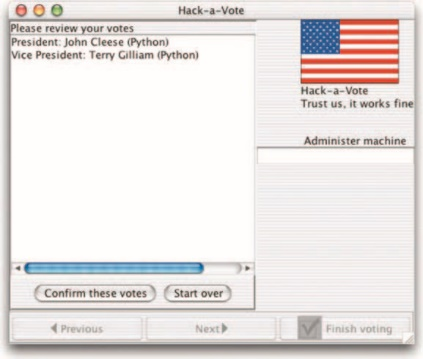 Hack-a-Vote
Please review your votes
President: John Cleese (Python)
Vice President: Terry Gilliam (Python)
Hack-a-Vote
Trust us, it works fine
Administer machine
Confirm these votes
Start over
Previous
Next
Finish voting